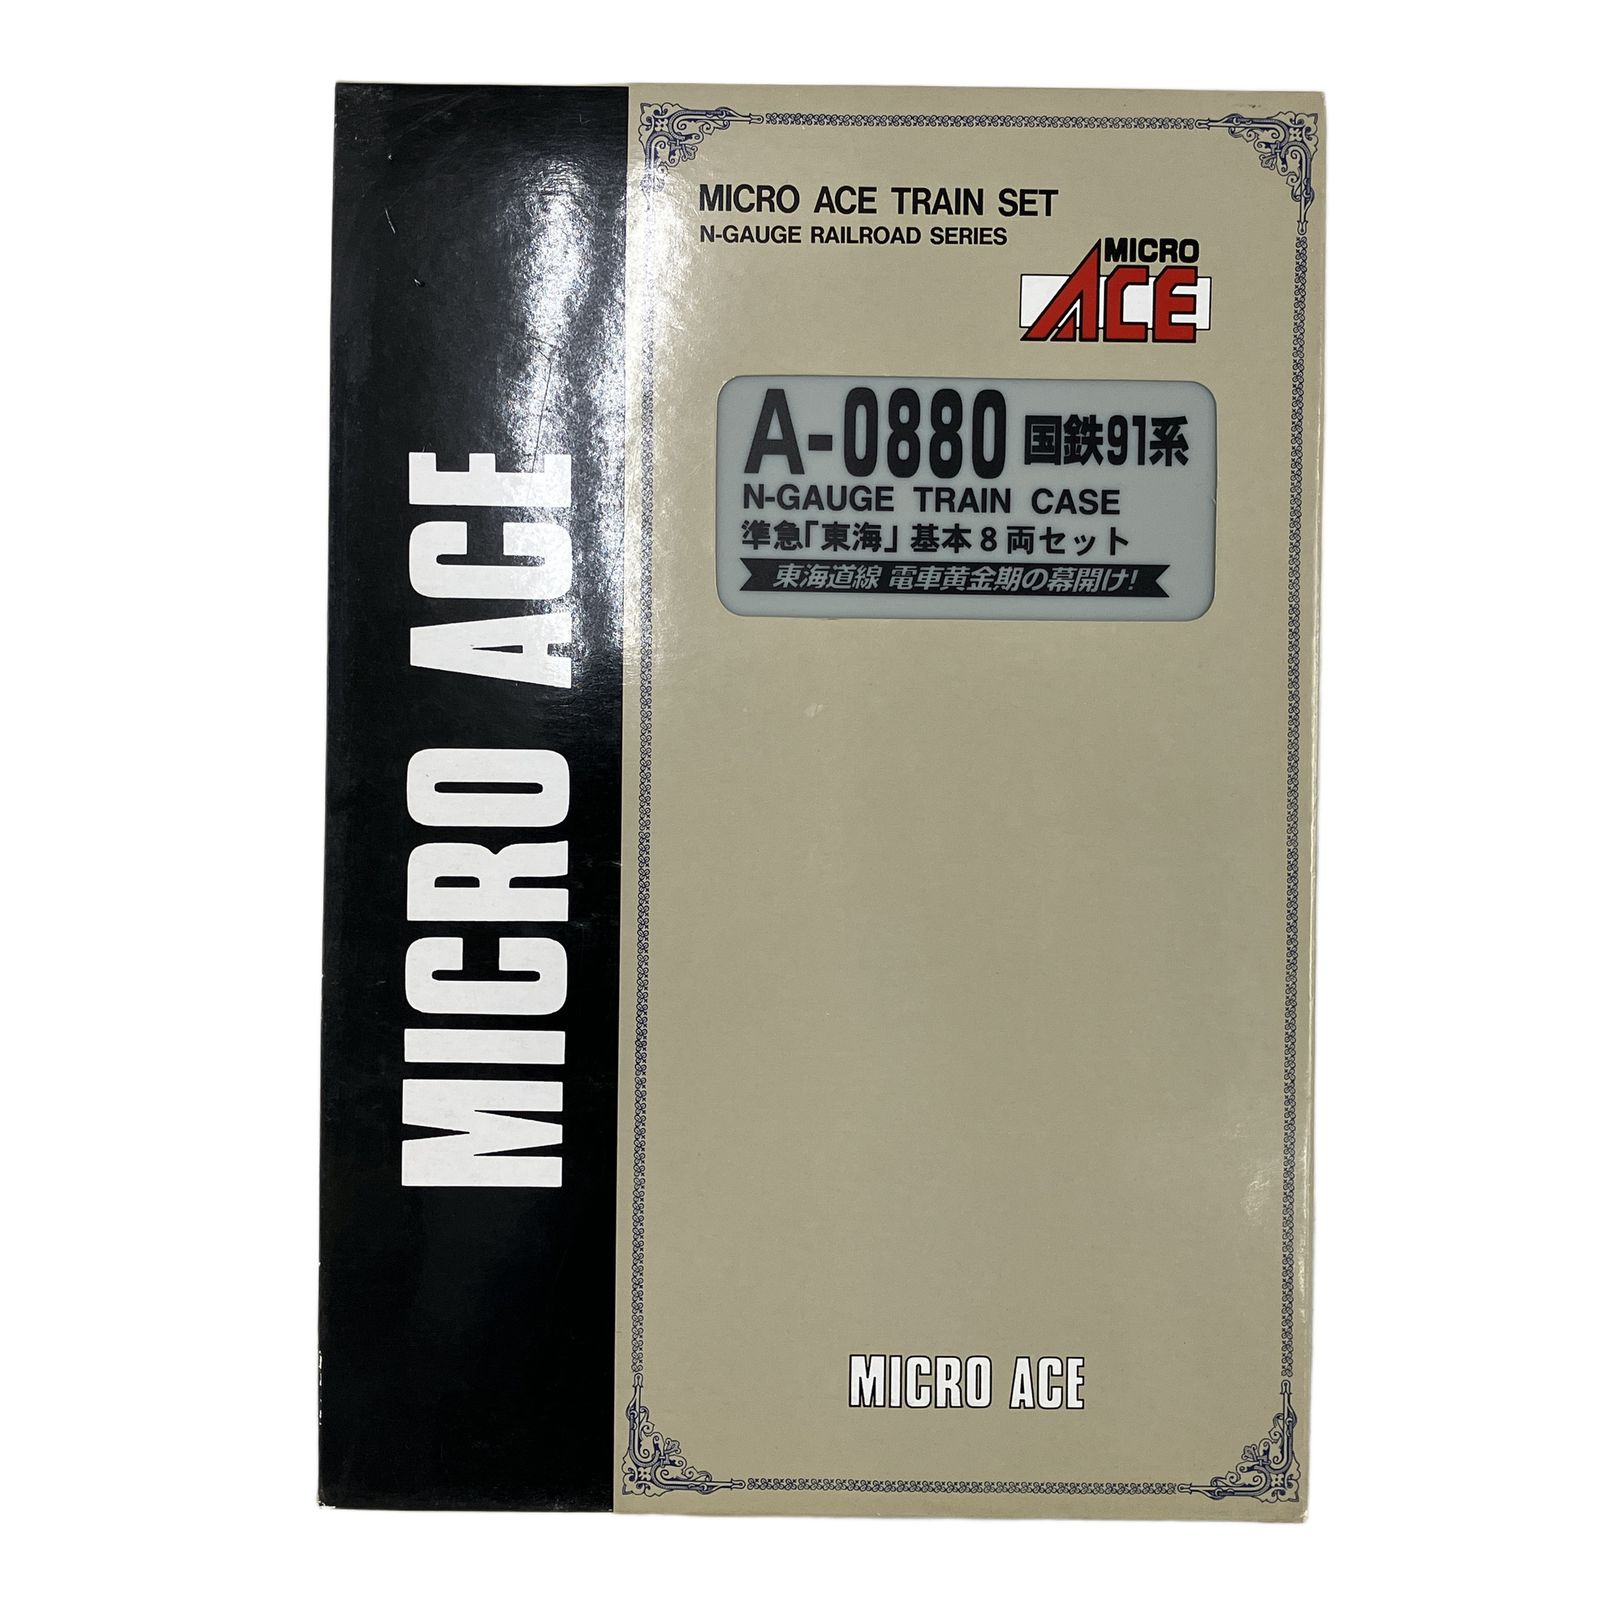 MICRO ACE
MICRO ACE TRAIN SET
N-GAUGE RAILROAD SERIES
MICRO
ACE
A-0880 国鉄91系
N-GAUGE TRAIN CASE
準急「東海」基本8両セット
東海道線 電車黄金期の幕開け!
MICRO ACE